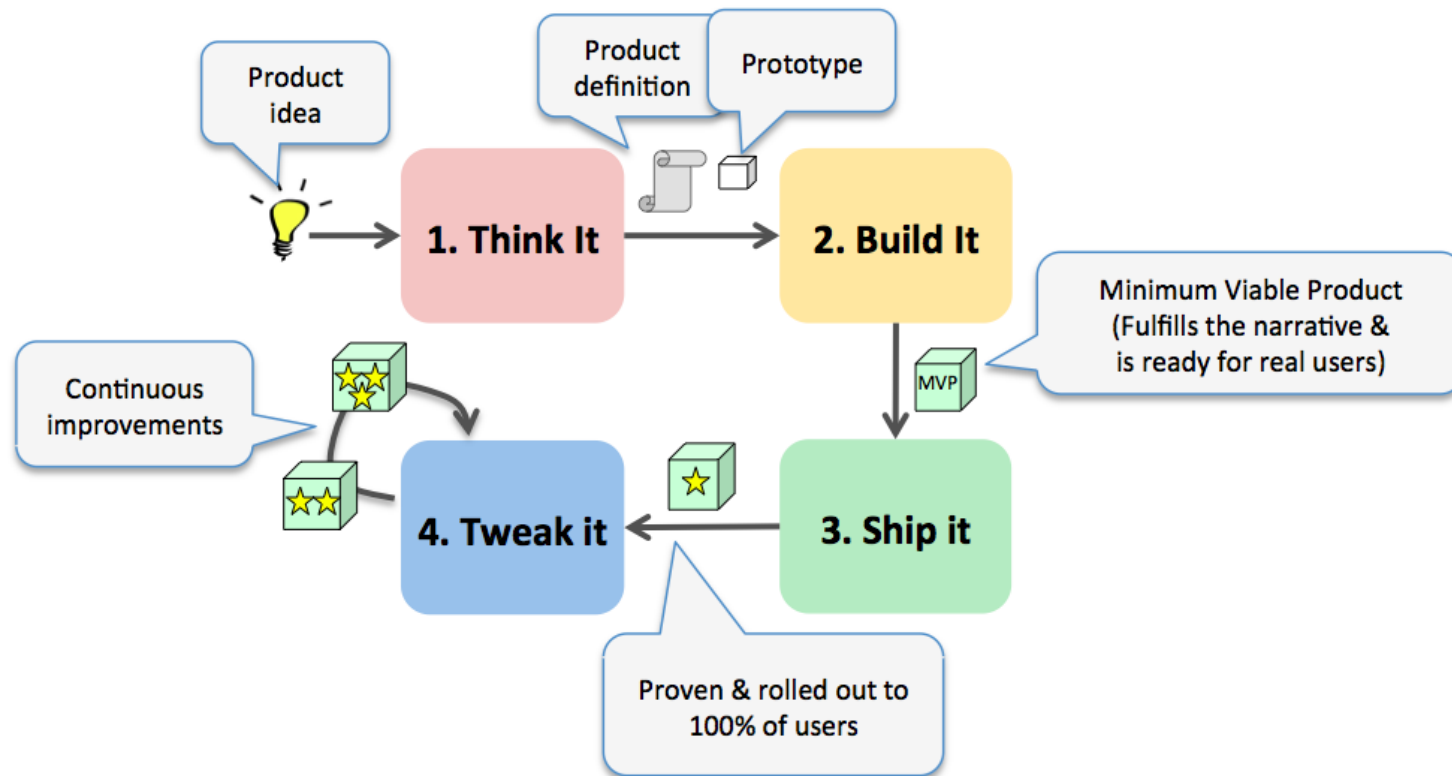 Product
idea
Product
definition
Prototype
1. Think It
2. Build It
Minimum Viable Product
(Fulfills the narrative &
is ready for real users)
MVP
Continuous
improvements
4. Tweak it
3. Ship it
Proven & rolled out to
100% of users